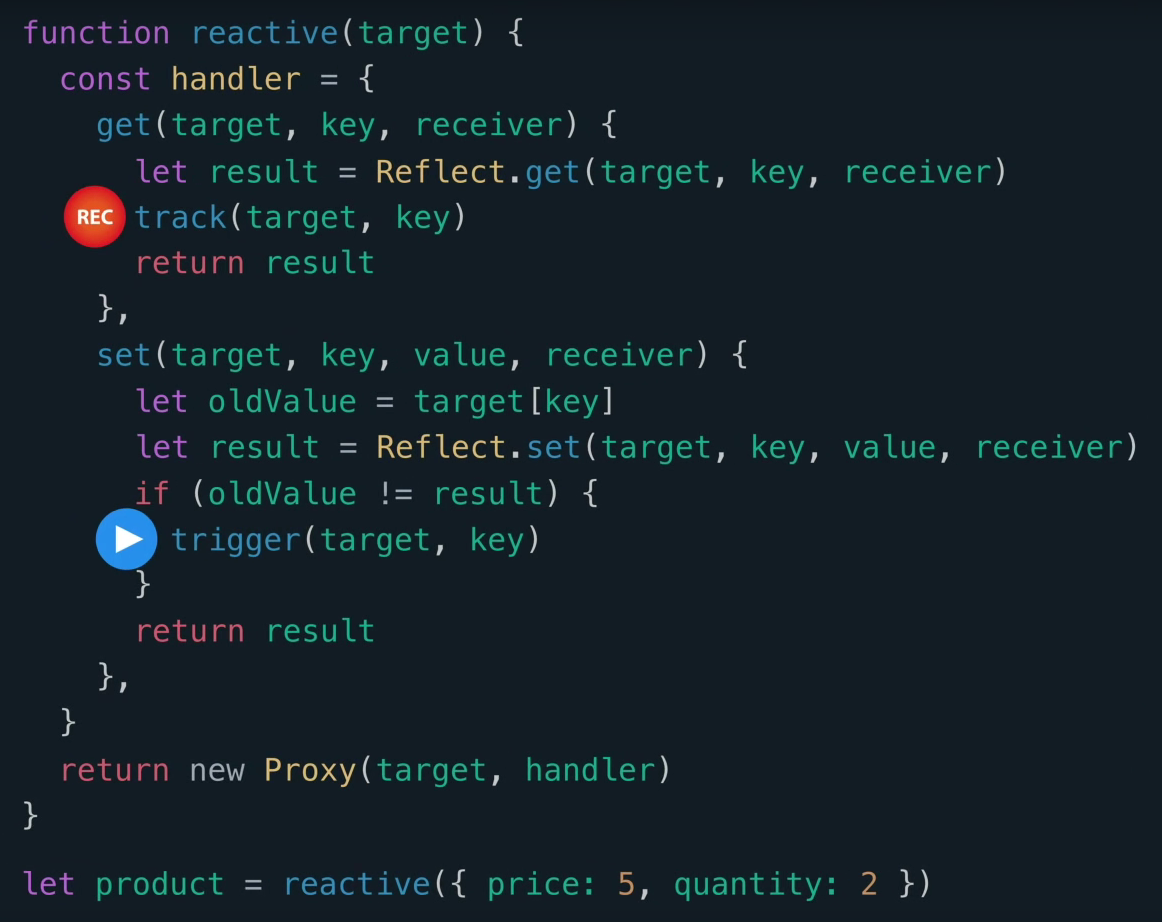 function reactive(target) {
  const handler = {
    get(target, key, receiver) {
      let result = Reflect.get(target, key, receiver)
REC   track(target, key)
      return result
    },
    set(target, key, value, receiver) {
      let oldValue = target[key]
      let result = Reflect.set(target, key, value, receiver)
      if (oldValue != result) {
        trigger(target, key)
      }
      return result
    },
  }
  return new Proxy(target, handler)
}
let product = reactive({ price: 5, quantity: 2 })